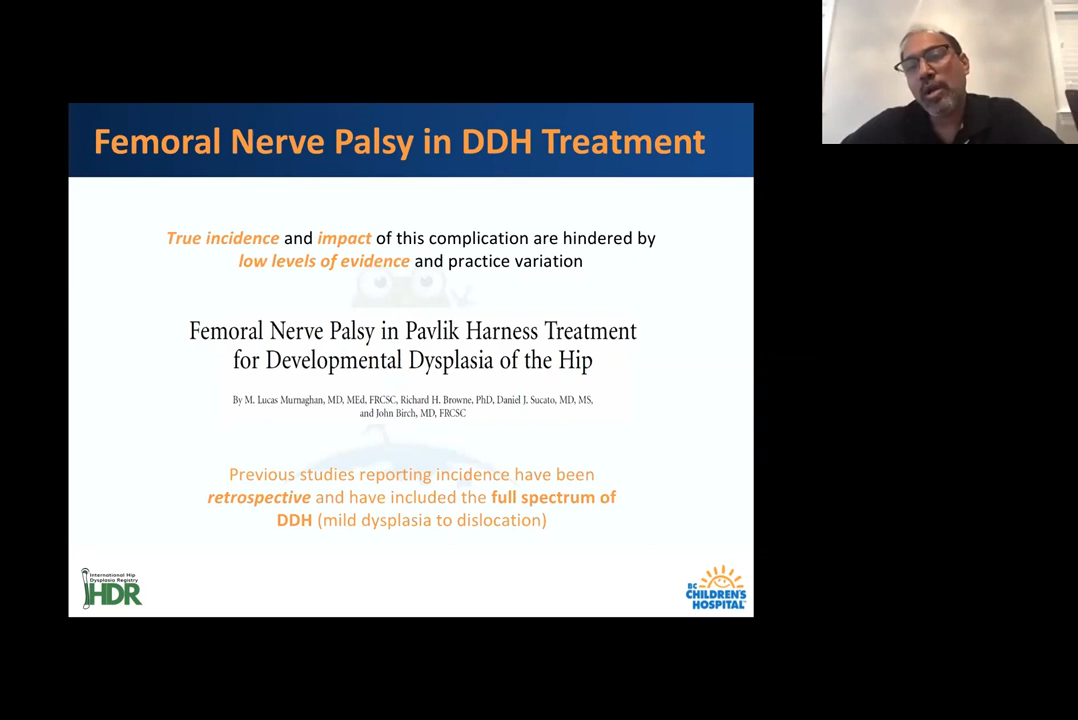 Femoral Nerve Palsy in DDH Treatment
True incidence and impact of this complication are hindered by
low levels of evidence and practice variation
Femoral Nerve Palsy in Pavlik Harness Treatment
for Developmental Dysplasia of the Hip
By M. Lucas Murnaghan, MD, MEd, FRCSC, Richard H. Browne, PhD, Daniel J. Sucato, MD, MS,
and John Birch, MD, FRCSC
Previous studies reporting incidence have been
retrospective and have included the full spectrum of
DDH (mild dysplasia to dislocation)
International Hip
Dysplasia Registry
IHDR
BC
CHILDREN'S
HOSPITAL